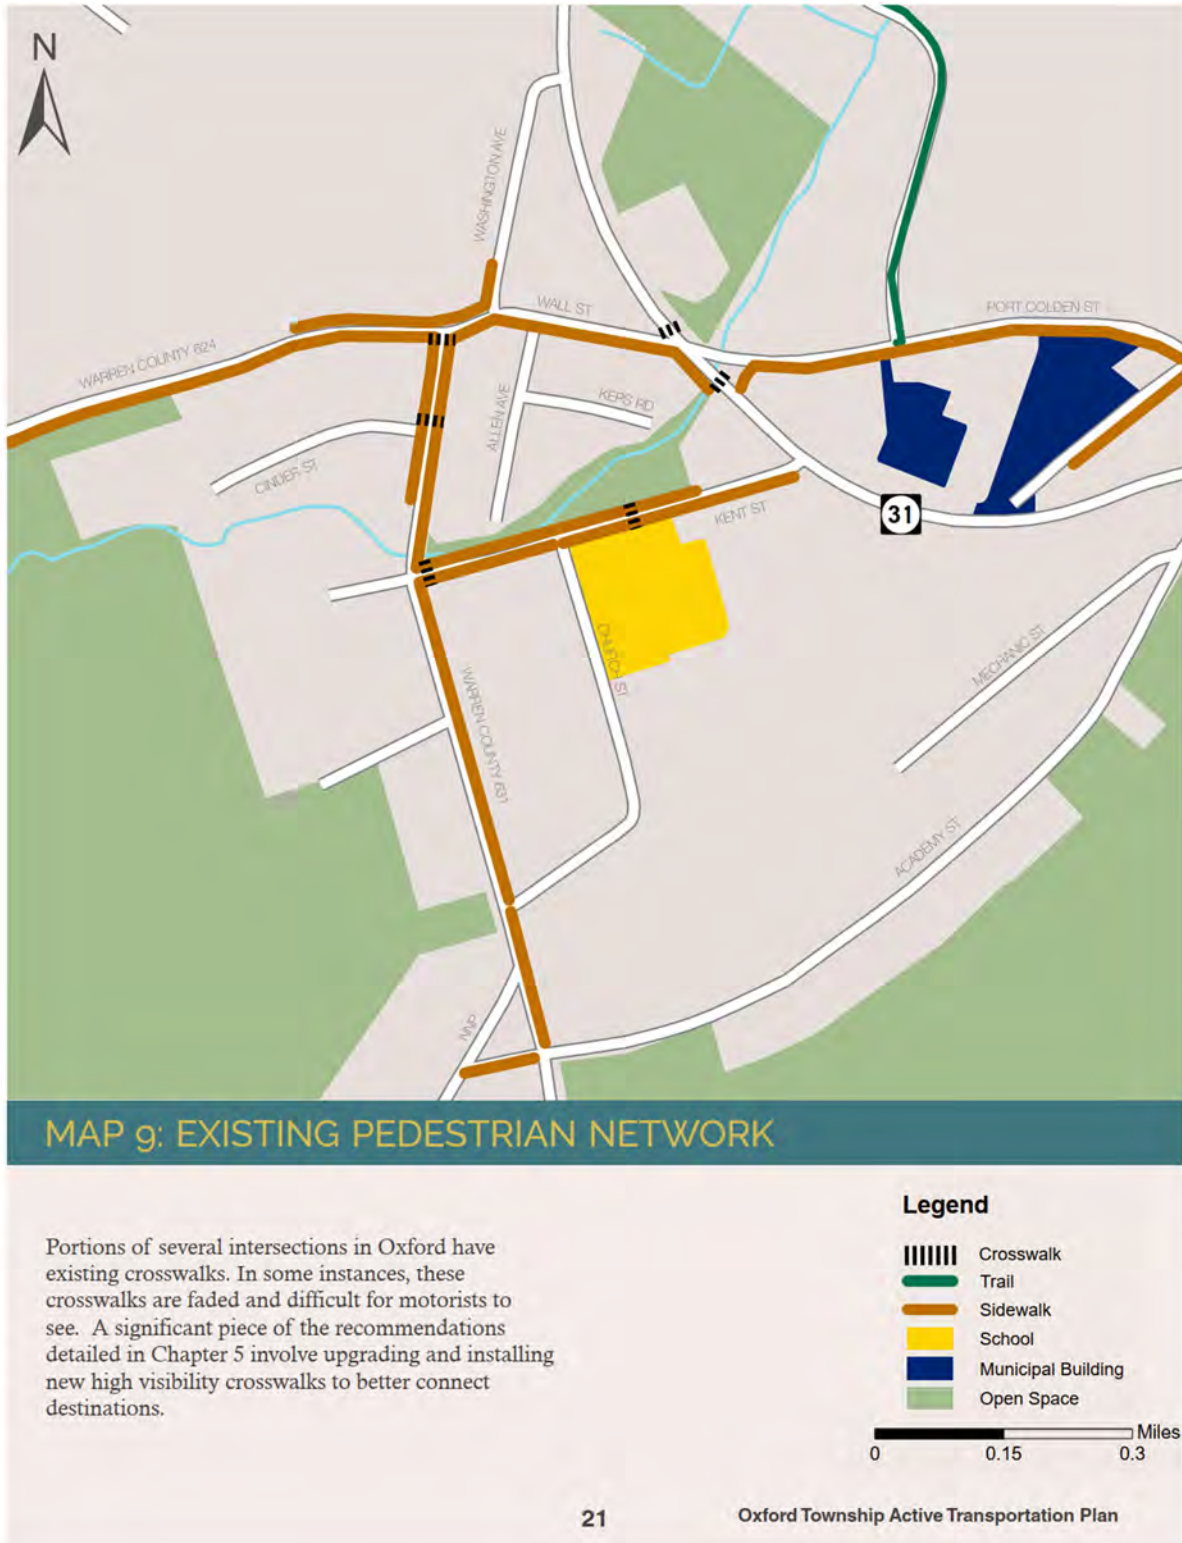 N
WASHINGTON AVE
WALL ST
PORT COLDEN ST
WARREN COUNTY 624
ALLEN AVE
KEPS RD
CINDER ST
KENT ST
31
CHURCH ST
MECHANIC ST
WARREN COUNTY 631
ACADEMY ST
NNP
MAP 9: EXISTING PEDESTRIAN NETWORK
Portions of several intersections in Oxford have
existing crosswalks. In some instances, these
crosswalks are faded and difficult for motorists to
see. A significant piece of the recommendations
detailed in Chapter 5 involve upgrading and installing
new high visibility crosswalks to better connect
destinations.
Legend
Crosswalk
Trail
Sidewalk
School
Municipal Building
Open Space
Miles
0 0.15 0.3
21
Oxford Township Active Transportation Plan